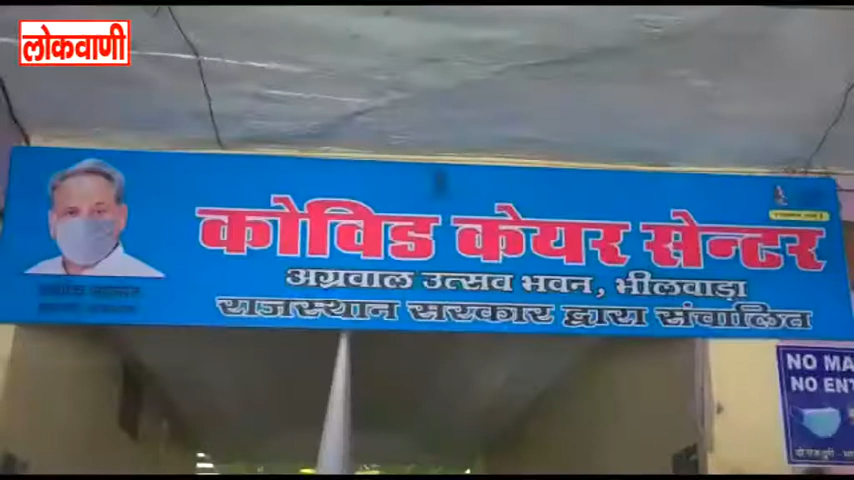 लोकवाणी
कोविड केयर सेन्टर
अग्रवाल उत्सव भवन, भीलवाड़ा
राजस्थान सरकार द्वारा संचालित
NO MA
NO ENT